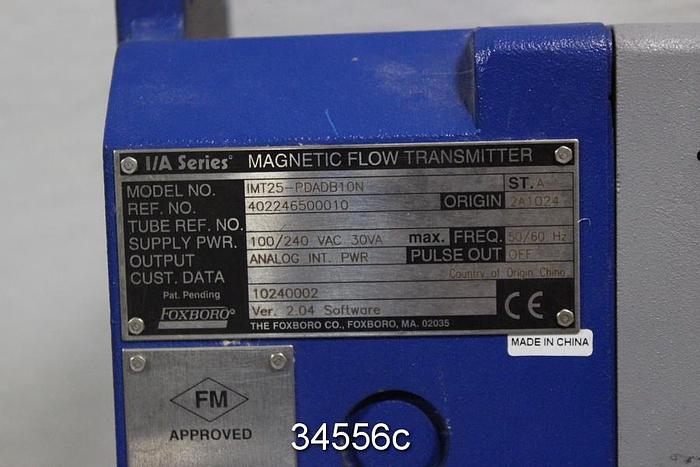 I/A Series® MAGNETIC FLOW TRANSMITTER
MODEL NO. IMT25-PDADB10N ST. A
REF. NO. 402246500010 ORIGIN 2A1024
TUBE REF. NO.
SUPPLY PWR. 100/240 VAC 30VA max. FREQ. 50/60 Hz
OUTPUT ANALOG INT. PWR PULSE OUT OFF
CUST. DATA Country of Origin China
Pat. Pending 10240002
FOXBORO® Ver. 2.04 Software CE
THE FOXBORO CO., FOXBORO, MA. 02035
MADE IN CHINA
FM
APPROVED
34556c